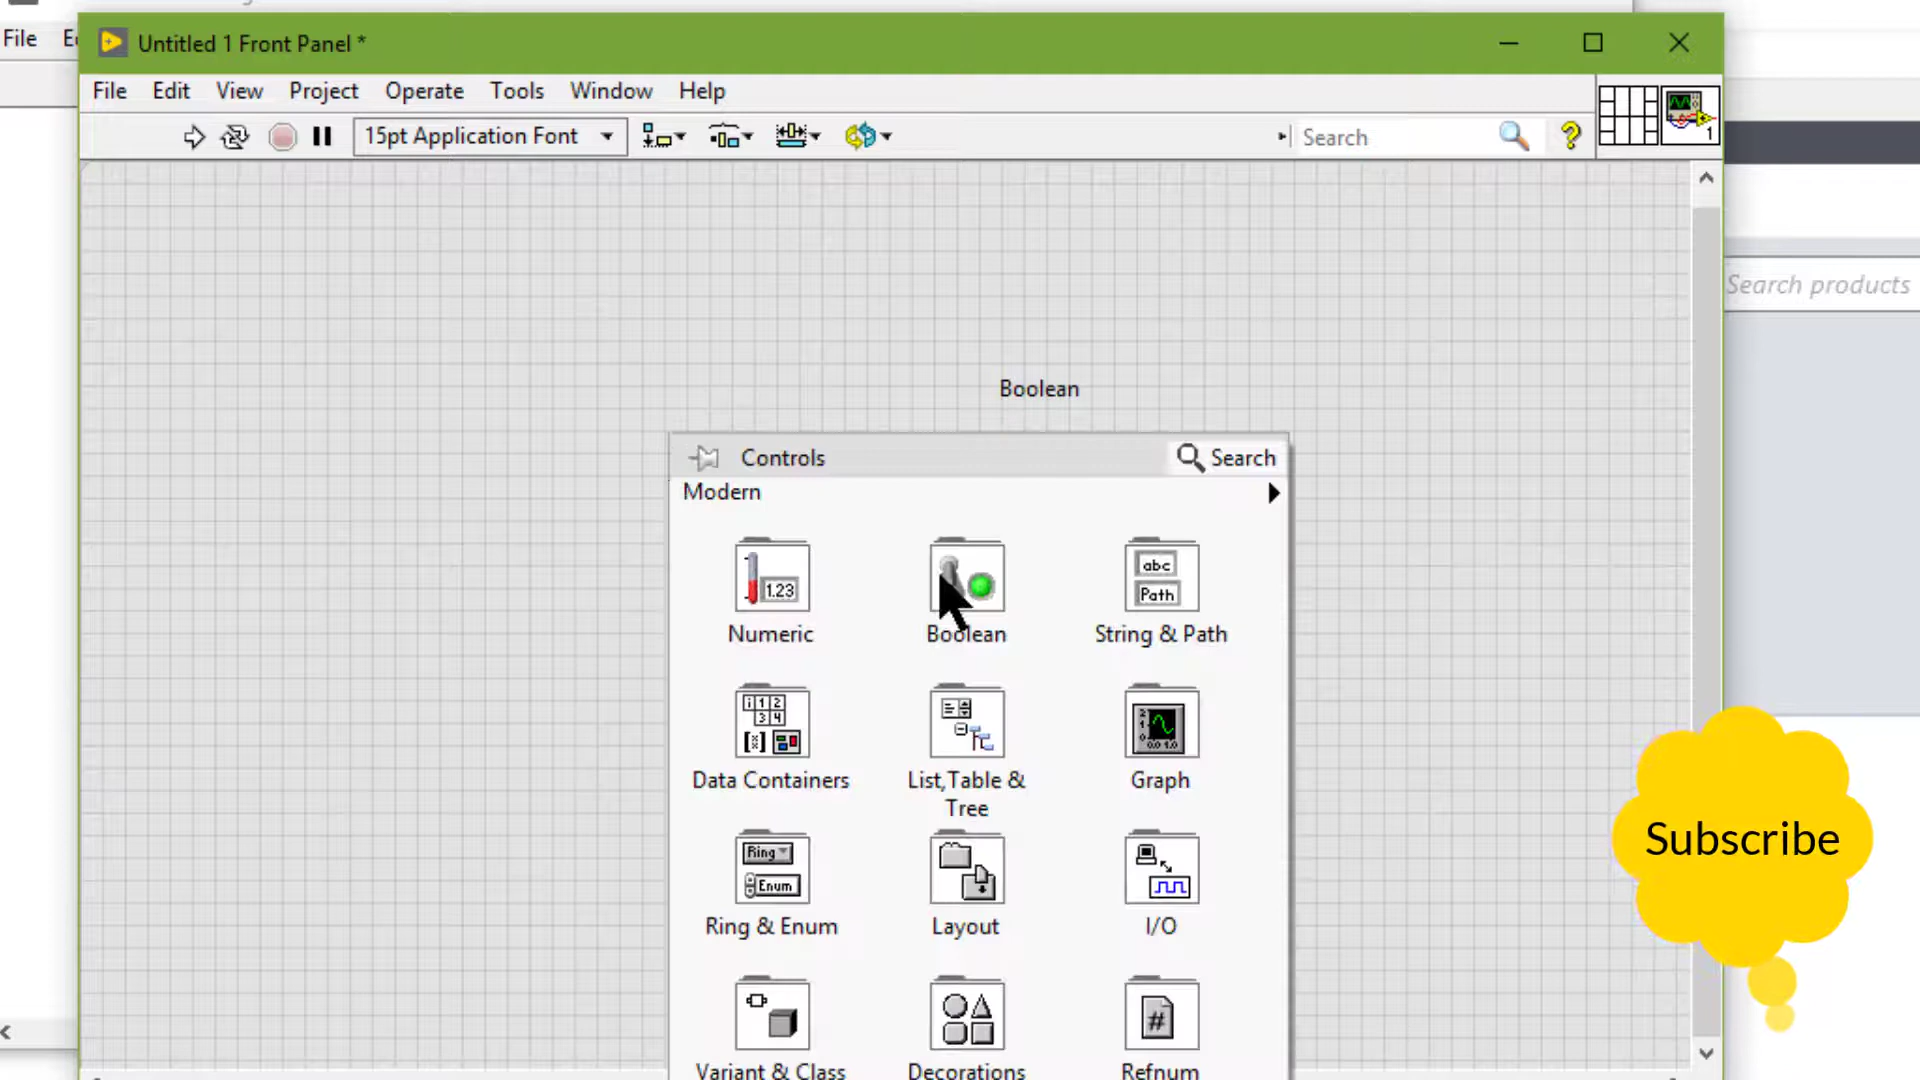 File
Untitled 1 Front Panel *
File Edit View Project Operate Tools Window Help
15pt Application Font
Search
?
1
Search products
Boolean
Controls
Search
Modern
1.23
abc
Path
Numeric
Boolean
String & Path
Data Containers
List,Table &
Tree
Graph
Ring
Enum
Ring & Enum
Layout
I/O
#
Variant & Class
Decorations
Refnum
Subscribe